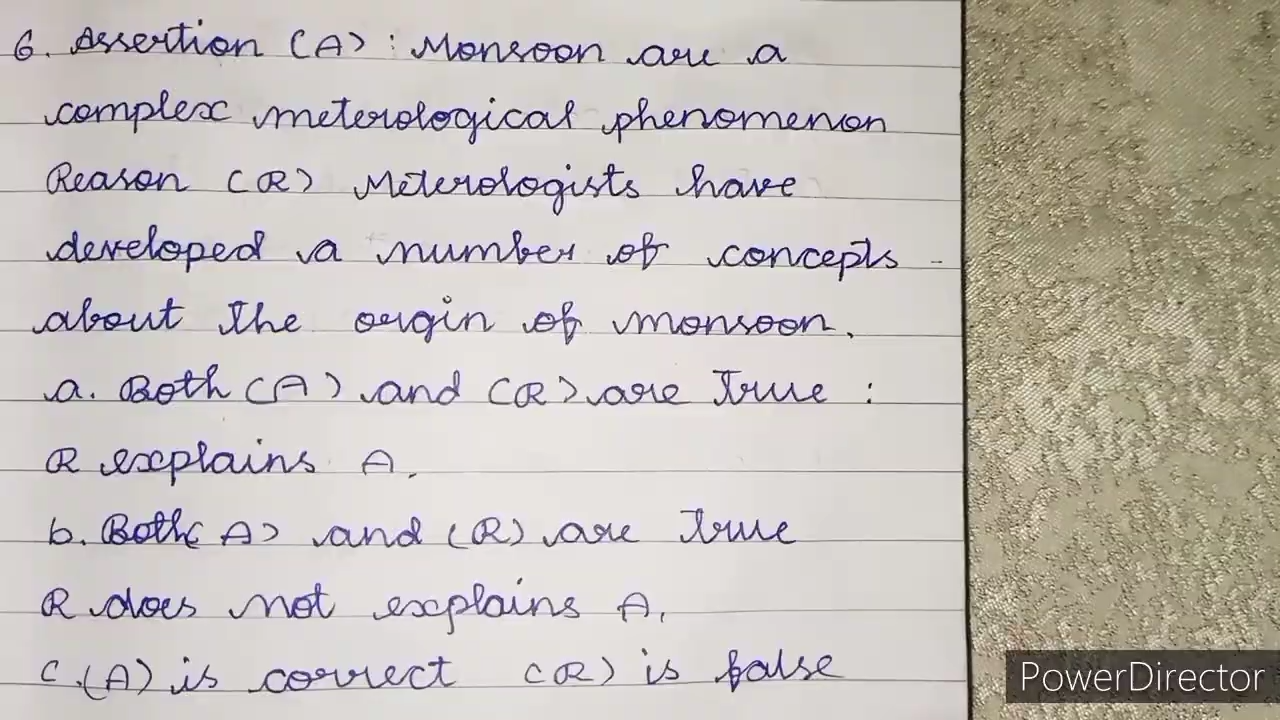 6. Assertion (A) : Monsoon are a
complex meterological phenomenon
Reason (R) Meterologists have
developed a number of concepts
about the origin of monsoon.
a. Both (A) and (R) are true :
R explains A.
b. Both (A) and (R) are true
R does not explains A.
C.(A) is correct (R) is false
PowerDirector